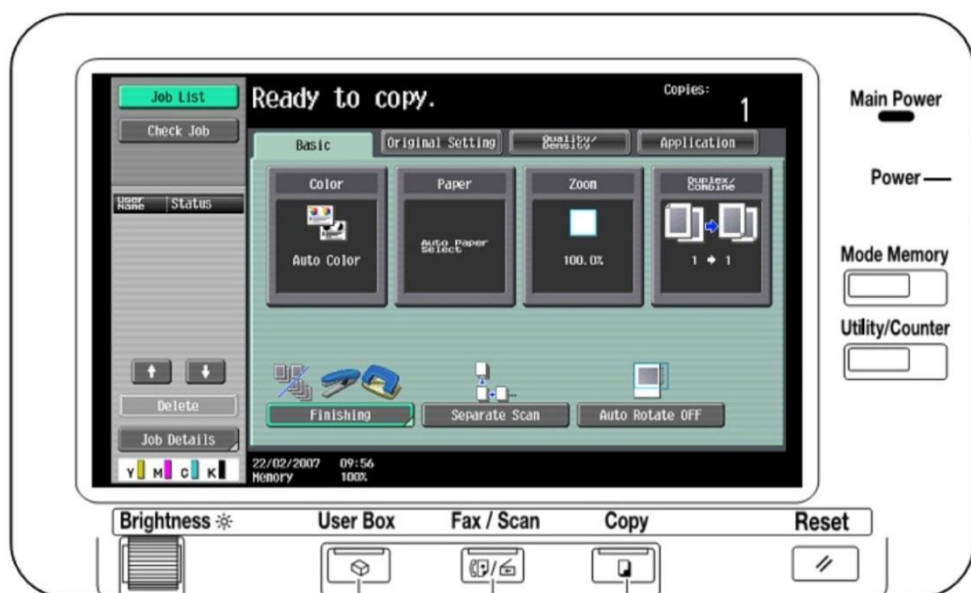 Job List
Check Job
User Name
Status
Delete
Job Details
Y M C K
Ready to copy.
Copies:
1
Basic
Original Setting
Quality/
Density
Application
Color
Auto Color
Paper
Auto Paper
Select
Zoom
100.0%
Duplex/
Combine
1 → 1
Finishing
Separate Scan
Auto Rotate OFF
22/02/2007 09:56
Memory 100%
Main Power
Power
Mode Memory
Utility/Counter
Brightness
User Box
Fax / Scan
Copy
Reset